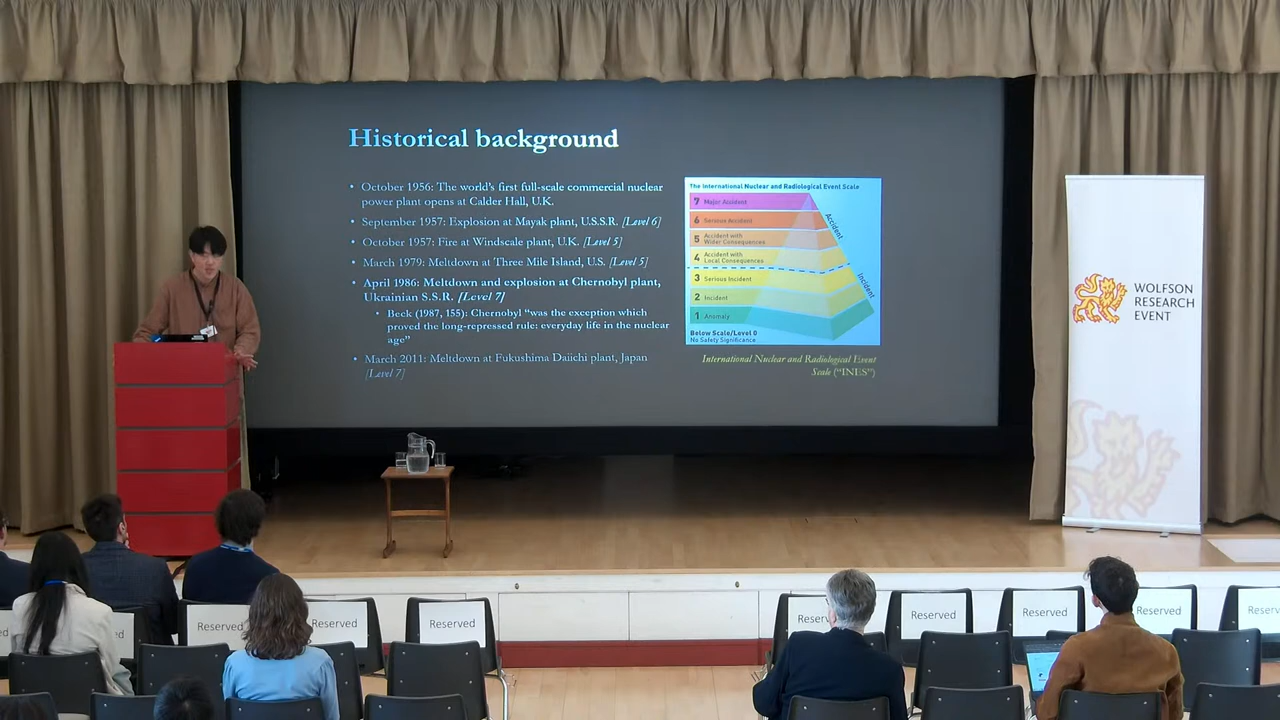 Historical background
• October 1956: The world's first full-scale commercial nuclear
power plant opens at Calder Hall, U.K.
• September 1957: Explosion at Mayak plant, U.S.S.R. [Level 6]
• October 1957: Fire at Windscale plant, U.K. [Level 5]
• March 1979: Meltdown at Three Mile Island, U.S. [Level 5]
• April 1986: Meltdown and explosion at Chernobyl plant,
Ukrainian S.S.R. [Level 7]
• Beck (1987, 155): Chernobyl "was the exception which
proved the long-repressed rule: everyday life in the nuclear
age"
• March 2011: Meltdown at Fukushima Daiichi plant, Japan
[Level 7]
The International Nuclear and Radiological Event Scale
7 Major Accident
6 Serious Accident
5 Accident with
Wider Consequences
4 Accident with
Local Consequences
3 Serious Incident
2 Incident
1 Anomaly
Accident
Incident
Below Scale/Level 0
No Safety Significance
International Nuclear and Radiological Event
Scale ("INES")
WOLFSON
RESEARCH
EVENT
Reserved
Reserved
Reserved
Reserved
Reserved
Reserved
Reserved